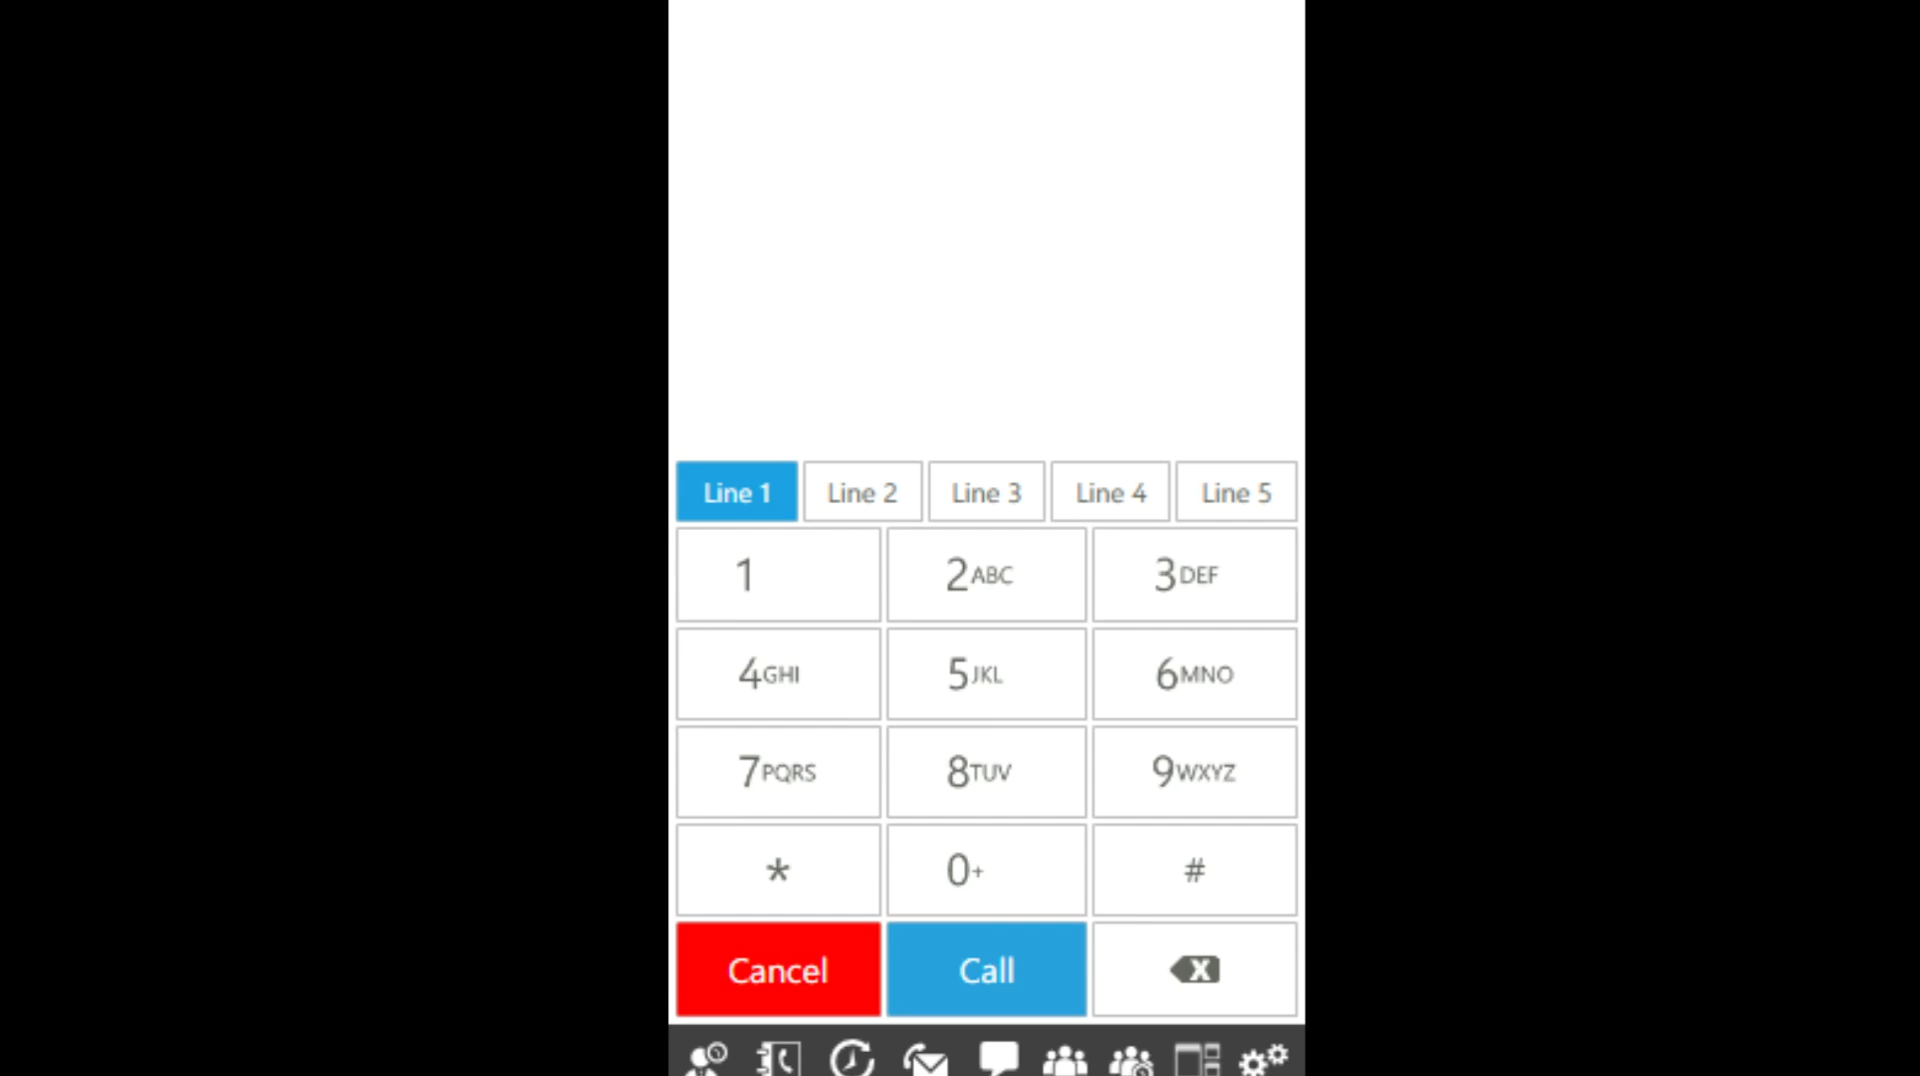 Line 1 Line 2 Line 3 Line 4 Line 5
1 2ABC 3DEF
4GHI 5JKL 6MNO
7PQRS 8TUV 9WXYZ
* 0+ #
Cancel Call X